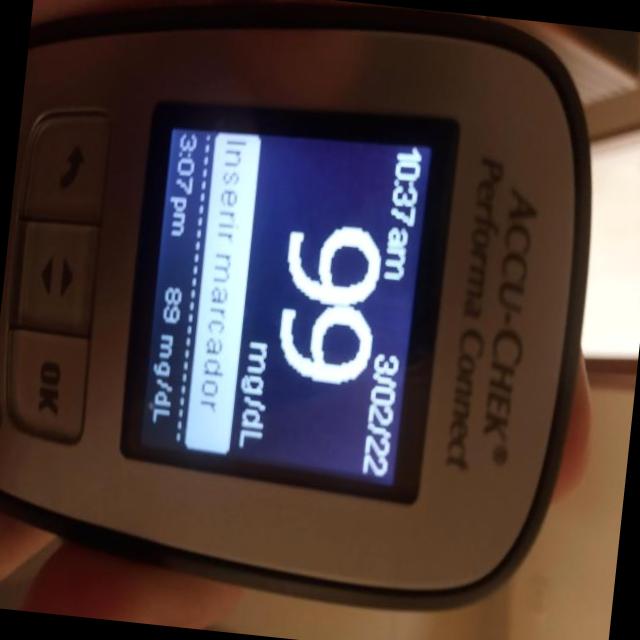 ACCU-CHEK®
Performa Connect
10:37 am 3/02/22
99
mg/dL
Inserir marcador
3:07 pm 89 mg/dL
OK